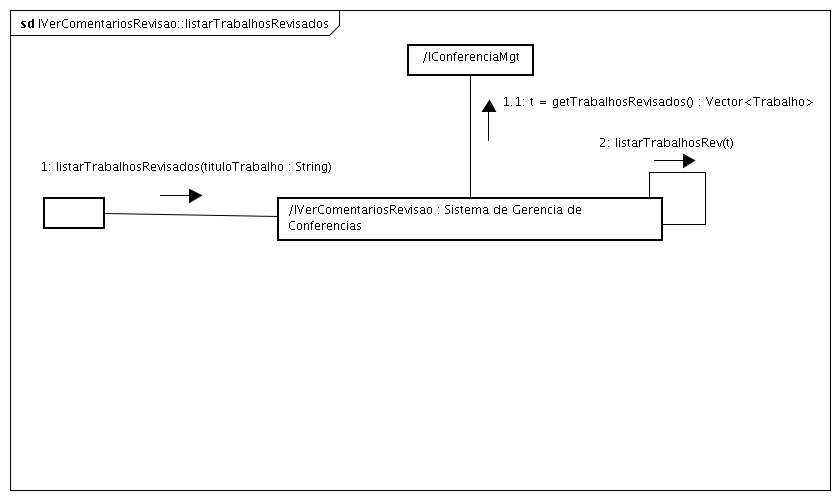 sd IVerComentariosRevisao::listarTrabalhosRevisados
/IConferenciaMgt
1.1: t = getTrabalhosRevisados() : Vector<Trabalho>
2: listarTrabalhosRev(t)
1: listarTrabalhosRevisados(tituloTrabalho : String)
/IVerComentariosRevisao : Sistema de Gerencia de
Conferencias